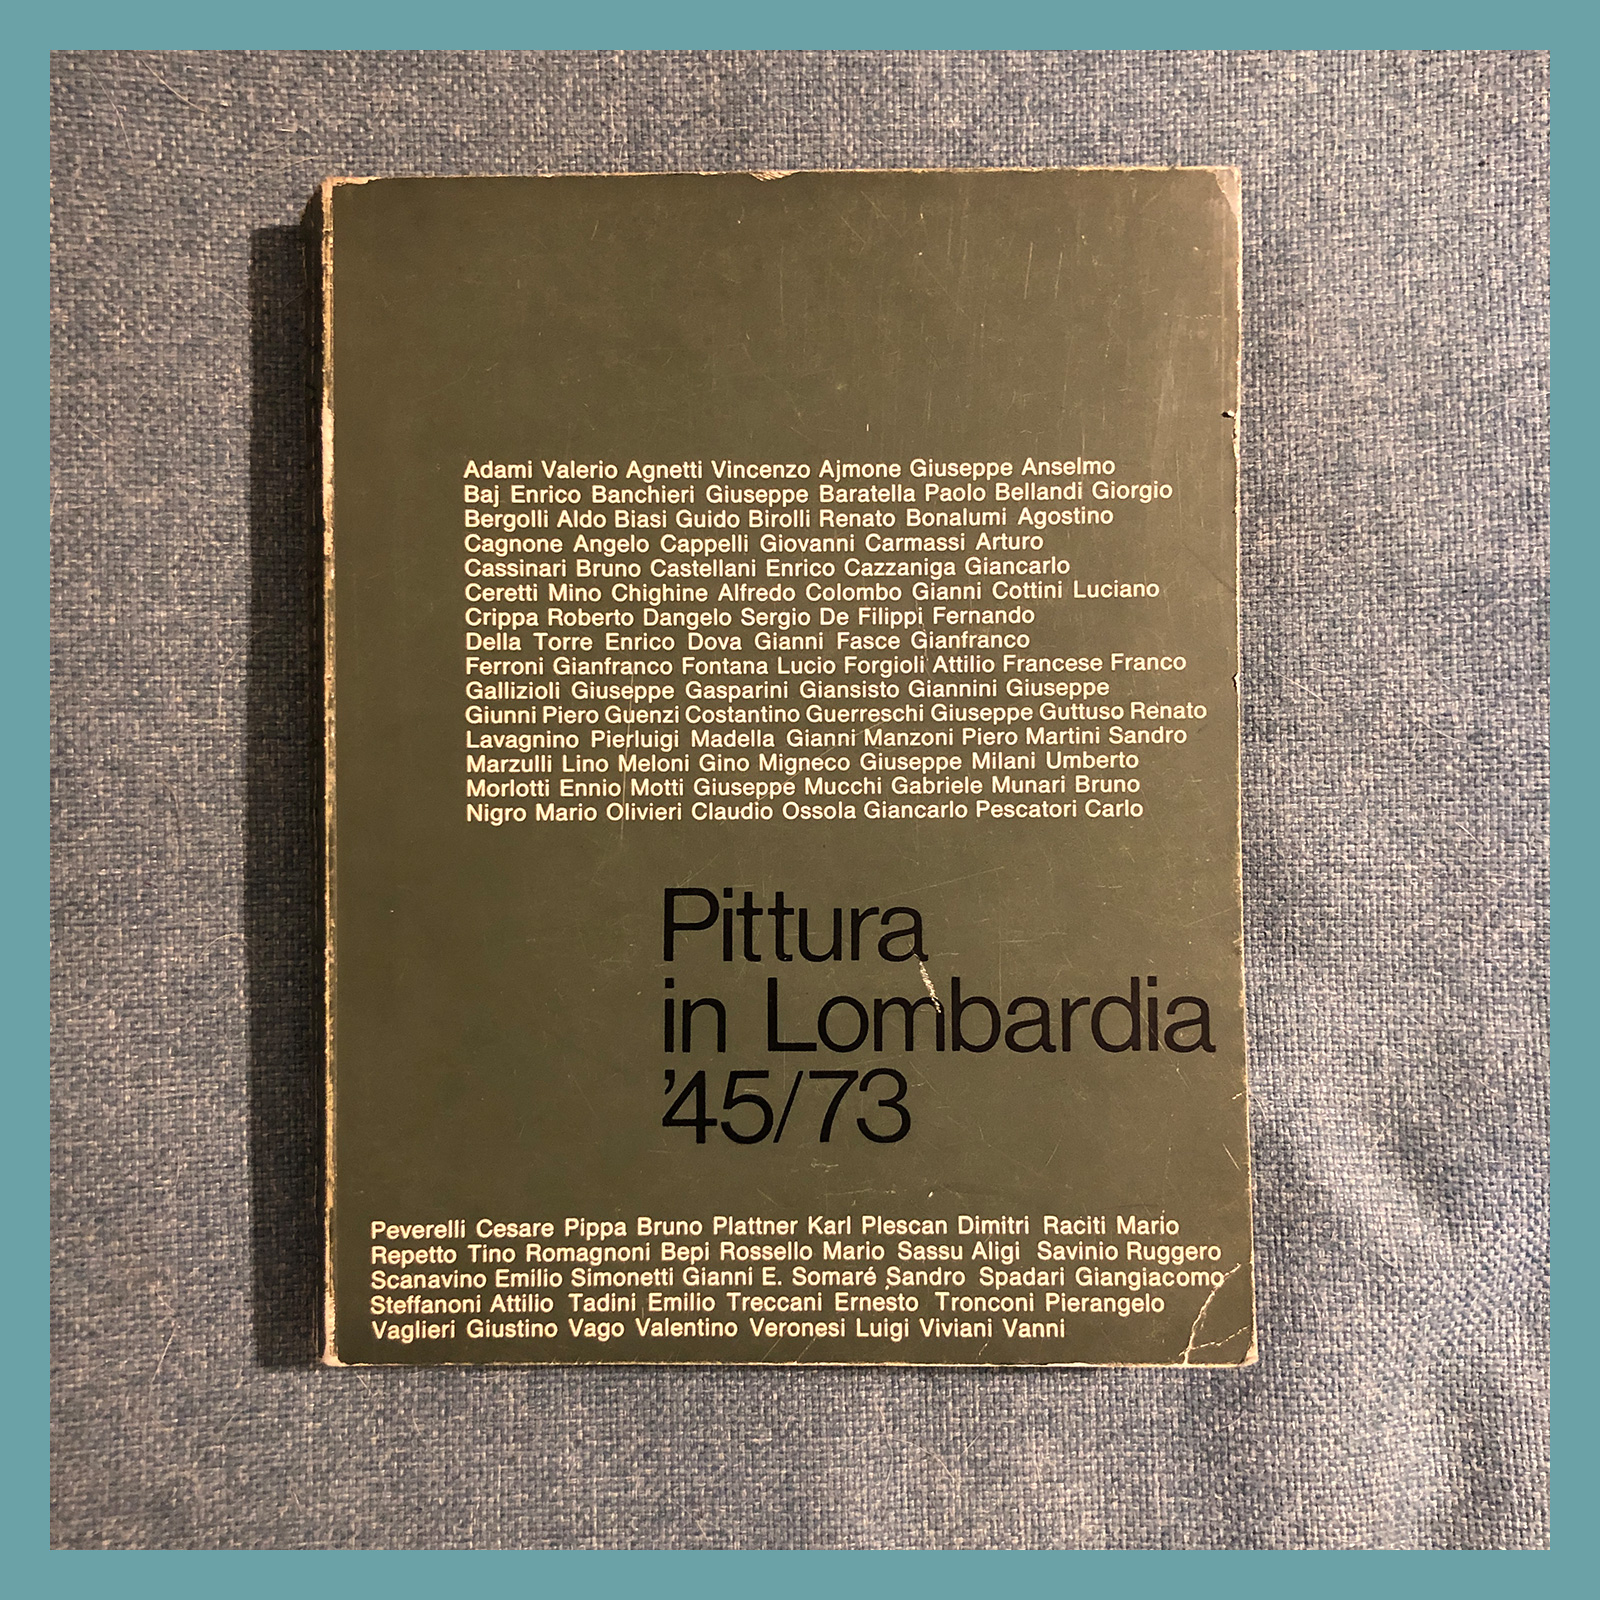 Adami Valerio Agnetti Vincenzo Ajmone Giuseppe Anselmo
Baj Enrico Banchieri Giuseppe Baratella Paolo Bellandi Giorgio
Bergolli Aldo Biasi Guido Birolli Renato Bonalumi Agostino
Cagnone Angelo Cappelli Giovanni Carmassi Arturo
Cassinari Bruno Castellani Enrico Cazzaniga Giancarlo
Ceretti Mino Chighine Alfredo Colombo Gianni Cottini Luciano
Crippa Roberto Dangelo Sergio De Filippi Fernando
Della Torre Enrico Dova Gianni Fasce Gianfranco
Ferroni Gianfranco Fontana Lucio Forgioli Attilio Francese Franco
Gallizioli Giuseppe Gasparini Giansisto Giannini Giuseppe
Giunni Piero Guenzi Costantino Guerreschi Giuseppe Guttuso Renato
Lavagnino Pierluigi Madella Gianni Manzoni Piero Martini Sandro
Marzulli Lino Meloni Gino Migneco Giuseppe Milani Umberto
Morlotti Ennio Motti Giuseppe Mucchi Gabriele Munari Bruno
Nigro Mario Olivieri Claudio Ossola Giancarlo Pescatori Carlo
Pittura
in Lombardia
'45/73
Peverelli Cesare Pippa Bruno Plattner Karl Plescan Dimitri Raciti Mario
Repetto Tino Romagnoni Bepi Rossello Mario Sassu Aligi Savinio Ruggero
Scanavino Emilio Simonetti Gianni E. Somaré Sandro Spadari Giangiacomo
Steffanoni Attilio Tadini Emilio Treccani Ernesto Tronconi Pierangelo
Vaglieri Giustino Vago Valentino Veronesi Luigi Viviani Vanni